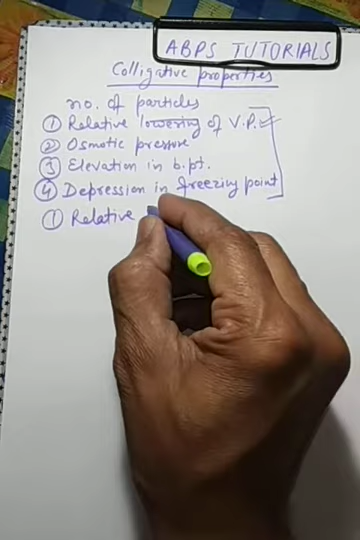 ABPS TUTORIALS
Colligative properties
no. of particles
① Relative lowering of V.P.
② Osmotic pressure
③ Elevation in b.pt.
④ Depression in freezing point
① Relative